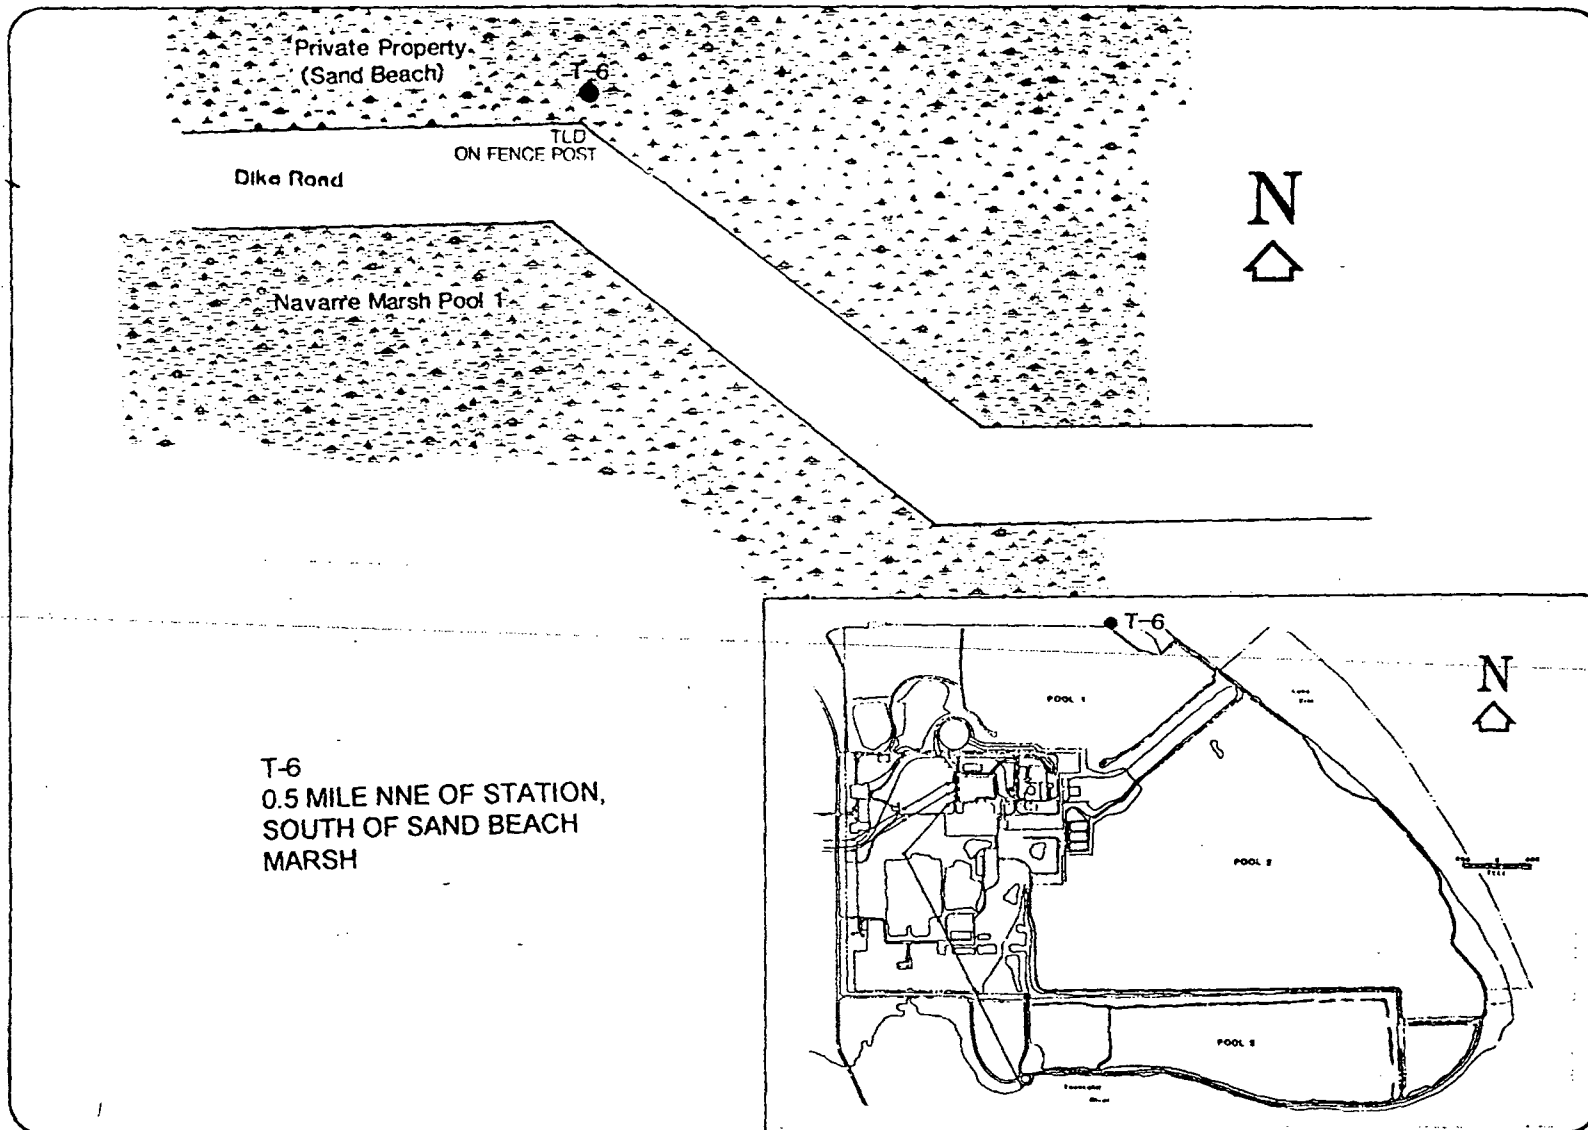 Private Property
(Sand Beach)
T-6
TLD
ON FENCE POST
Dike Road
N
Navarre Marsh Pool 1
T-6
0.5 MILE NNE OF STATION,
SOUTH OF SAND BEACH
MARSH
T-6
N
POOL 1
POOL 2
POOL 3